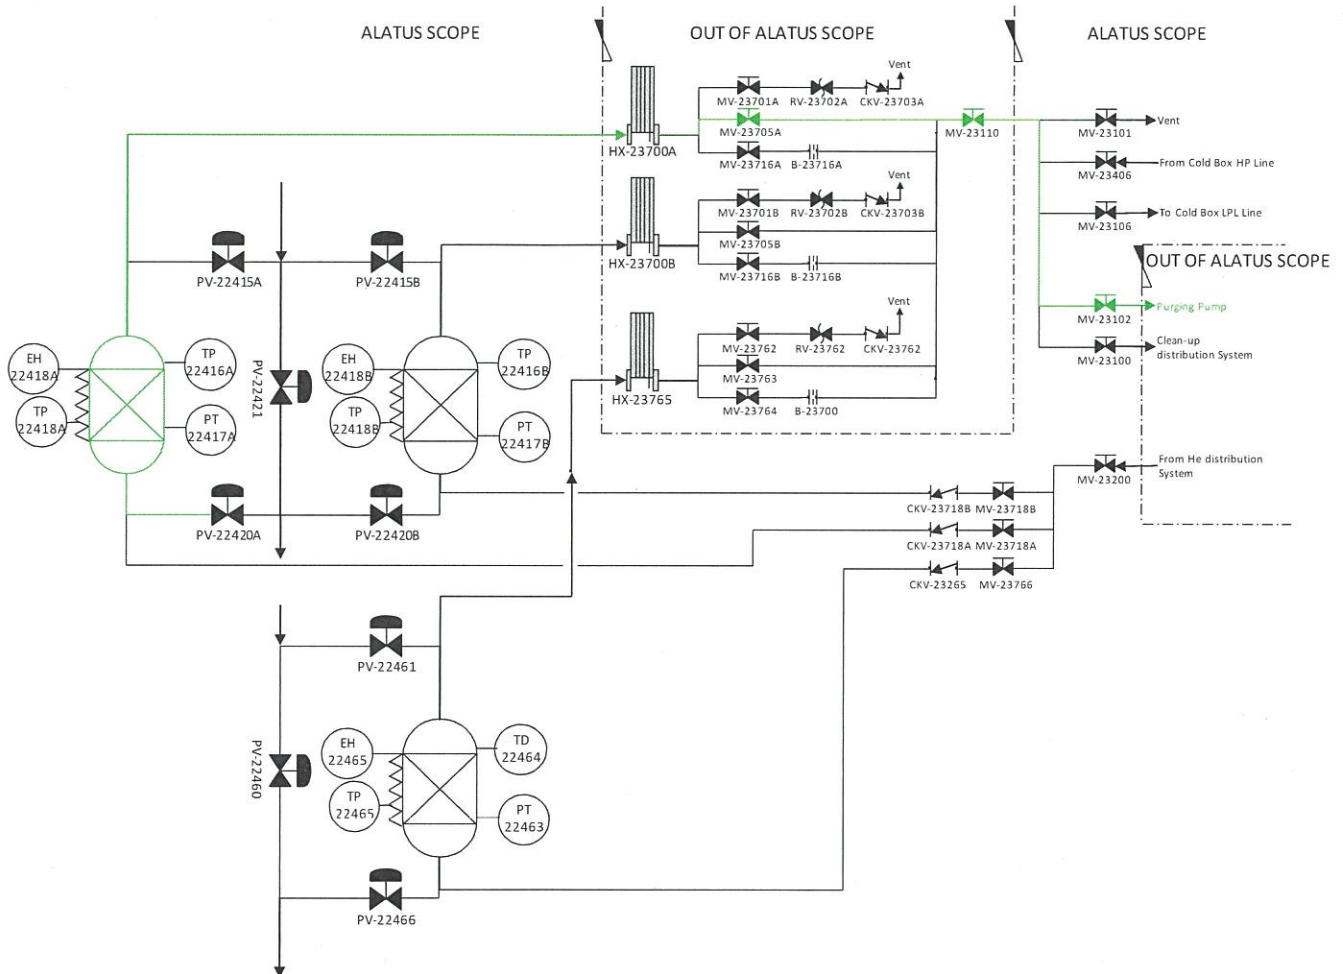 ALATUS SCOPE
OUT OF ALATUS SCOPE
ALATUS SCOPE
Vent
MV-23701A
RV-23702A
CKV-23703A
MV-23705A
MV-23110
MV-23101
Vent
HX-23700A
MV-23716A
B-23716A
MV-23406
From Cold Box HP Line
Vent
MV-23701B
RV-23702B
CKV-23703B
MV-23106
To Cold Box LPL Line
MV-23705B
HX-23700B
MV-23716B
B-23716B
OUT OF ALATUS SCOPE
PV-22415A
PV-22415B
MV-23102
Purging Pump
Vent
MV-23762
RV-23762
CKV-23762
MV-23100
Clean-up
distribution System
EH
22418A
TP
22416A
PV-22421
EH
22418B
TP
22416B
MV-23763
HX-23765
MV-23764
B-23700
TP
22418A
PT
22417A
TP
22418B
PT
22417B
MV-23200
From He distribution
System
CKV-23718B
MV-23718B
PV-22420A
PV-22420B
CKV-23718A
MV-23718A
CKV-23265
MV-23766
PV-22461
PV-22460
EH
22465
TD
22464
TP
22465
PT
22463
PV-22466